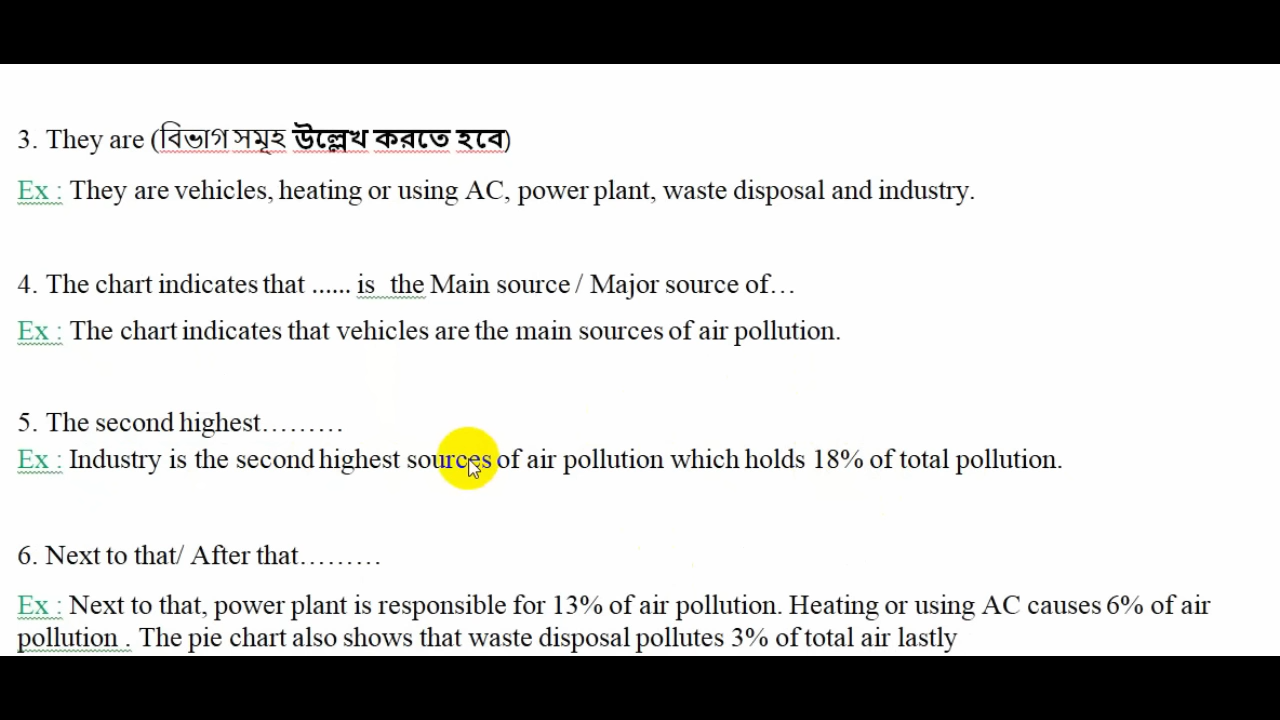 3. They are (বিভাগ সমূহ উল্লেখ করতে হবে)
Ex : They are vehicles, heating or using AC, power plant, waste disposal and industry.
4. The chart indicates that ...... is the Main source / Major source of…
Ex : The chart indicates that vehicles are the main sources of air pollution.
5. The second highest………
Ex : Industry is the second highest sources of air pollution which holds 18% of total pollution.
6. Next to that/ After that………
Ex : Next to that, power plant is responsible for 13% of air pollution. Heating or using AC causes 6% of air
pollution . The pie chart also shows that waste disposal pollutes 3% of total air lastly